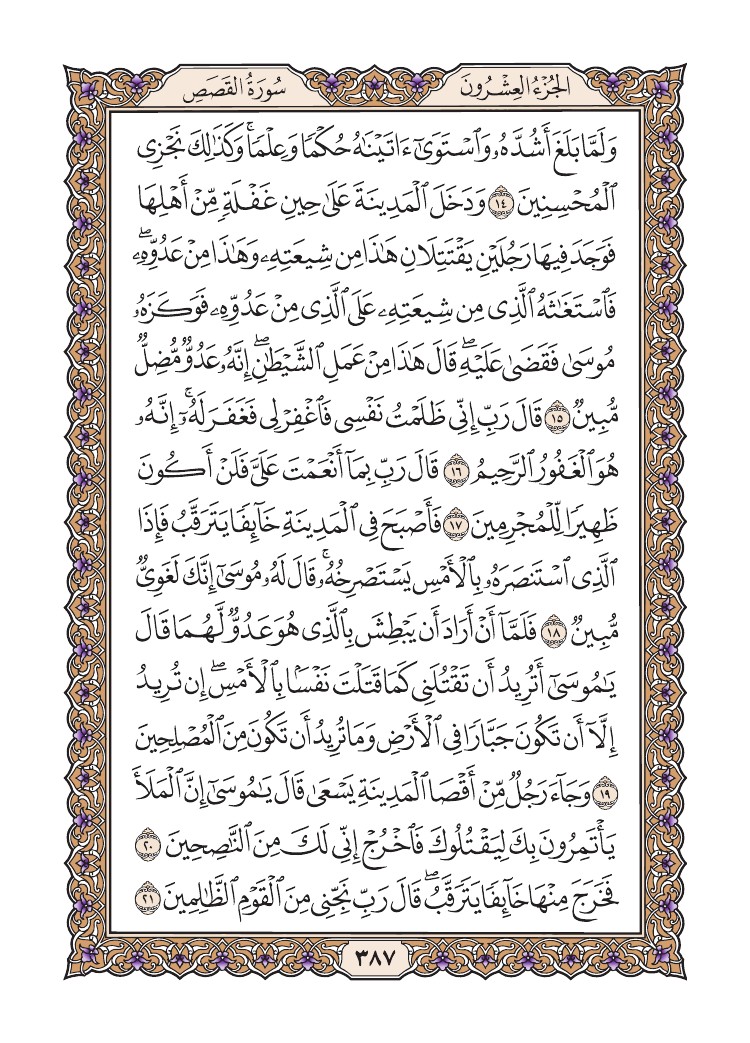 الجُزْءُ العِشْرُونَ
سُورَةُ القَصَصِ
وَلَمَّا بَلَغَ أَشُدَّهُۥ وَٱسْتَوَىٰٓ ءَاتَيْنَٰهُ حُكْمًا وَعِلْمًاۚ وَكَذَٰلِكَ نَجْزِى
ٱلْمُحْسِنِينَ ١٤ وَدَخَلَ ٱلْمَدِينَةَ عَلَىٰ حِينِ غَفْلَةٍ مِّنْ أَهْلِهَا
فَوَجَدَ فِيهَا رَجُلَيْنِ يَقْتَتِلَانِ هَٰذَا مِن شِيعَتِهِۦ وَهَٰذَا مِنْ عَدُوِّهِۦۖ
فَٱسْتَغَٰثَهُ ٱلَّذِى مِن شِيعَتِهِۦ عَلَى ٱلَّذِى مِنْ عَدُوِّهِۦ فَوَكَزَهُۥ
مُوسَىٰ فَقَضَىٰ عَلَيْهِۖ قَالَ هَٰذَا مِنْ عَمَلِ ٱلشَّيْطَٰنِۖ إِنَّهُۥ عَدُوٌّ مُّضِلٌّ
مُّبِينٌ ١٥ قَالَ رَبِّ إِنِّى ظَلَمْتُ نَفْسِى فَٱغْفِرْ لِى فَغَفَرَ لَهُۥٓۚ إِنَّهُۥ
هُوَ ٱلْغَفُورُ ٱلرَّحِيمُ ١٦ قَالَ رَبِّ بِمَآ أَنْعَمْتَ عَلَىَّ فَلَنْ أَكُونَ
ظَهِيرًا لِّلْمُجْرِمِينَ ١٧ فَأَصْبَحَ فِى ٱلْمَدِينَةِ خَآئِفًا يَتَرَقَّبُ فَإِذَا
ٱلَّذِى ٱسْتَنصَرَهُۥ بِٱلْأَمْسِ يَسْتَصْرِخُهُۥۚ قَالَ لَهُۥ مُوسَىٰٓ إِنَّكَ لَغَوِىٌّ
مُّبِينٌ ١٨ فَلَمَّآ أَنْ أَرَادَ أَن يَبْطِشَ بِٱلَّذِى هُوَ عَدُوٌّ لَّهُمَا قَالَ
يَٰمُوسَىٰٓ أَتُرِيدُ أَن تَقْتُلَنِى كَمَا قَتَلْتَ نَفْسًۢا بِٱلْأَمْسِۖ إِن تُرِيدُ
إِلَّآ أَن تَكُونَ جَبَّارًا فِى ٱلْأَرْضِ وَمَا تُرِيدُ أَن تَكُونَ مِنَ ٱلْمُصْلِحِينَ
١٩ وَجَآءَ رَجُلٌ مِّنْ أَقْصَا ٱلْمَدِينَةِ يَسْعَىٰ قَالَ يَٰمُوسَىٰٓ إِنَّ ٱلْمَلَأَ
يَأْتَمِرُونَ بِكَ لِيَقْتُلُوكَ فَٱخْرُجْ إِنِّى لَكَ مِنَ ٱلنَّٰصِحِينَ ٢٠
فَخَرَجَ مِنْهَا خَآئِفًا يَتَرَقَّبُۖ قَالَ رَبِّ نَجِّنِى مِنَ ٱلْقَوْمِ ٱلظَّٰلِمِينَ ٢١
٣٨٧